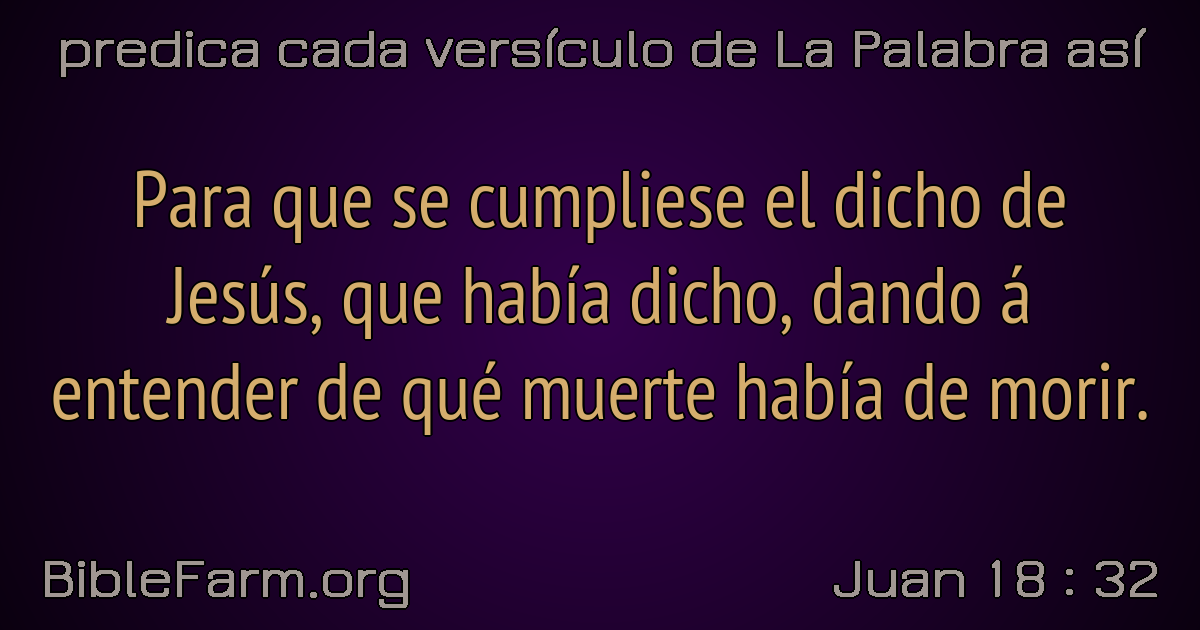 predica cada versículo de La Palabra así
Para que se cumpliese el dicho de
Jesús, que había dicho, dando á
entender de qué muerte había de morir.
BibleFarm.org
Juan 18 : 32